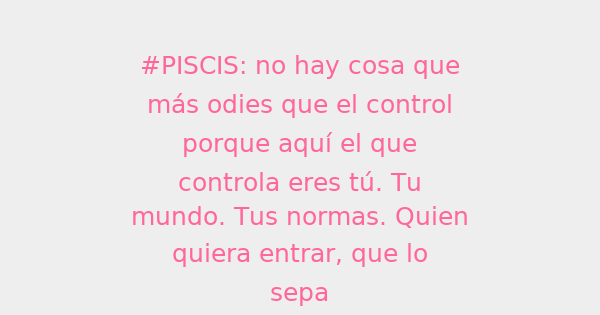 #PISCIS: no hay cosa que
más odies que el control
porque aquí el que
controla eres tú. Tu
mundo. Tus normas. Quien
quiera entrar, que lo
sepa